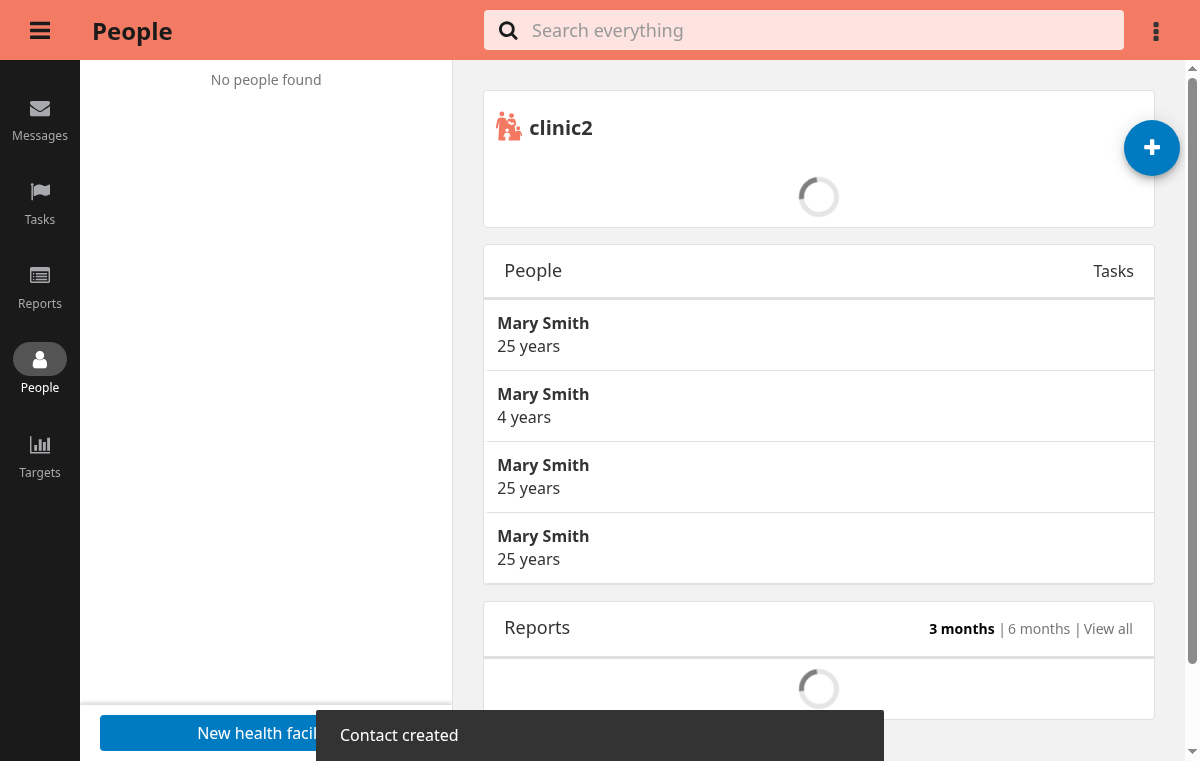 People
Search everything
Messages
Tasks
Reports
People
Targets
No people found
New health facil
clinic2
People
Tasks
Mary Smith
25 years
Mary Smith
4 years
Mary Smith
25 years
Mary Smith
25 years
Reports
3 months | 6 months | View all
Contact created